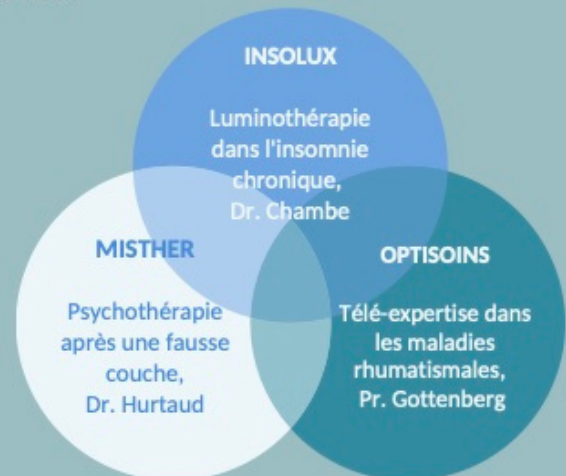 INSOLUX
Luminothérapie
dans l'insomnie
chronique,
Dr. Chambe
MISTHER
Psychothérapie
après une fausse
couche,
Dr. Hurtaud
OPTISOINS
Télé-expertise dans
les maladies
rhumatismales,
Pr. Gottenberg